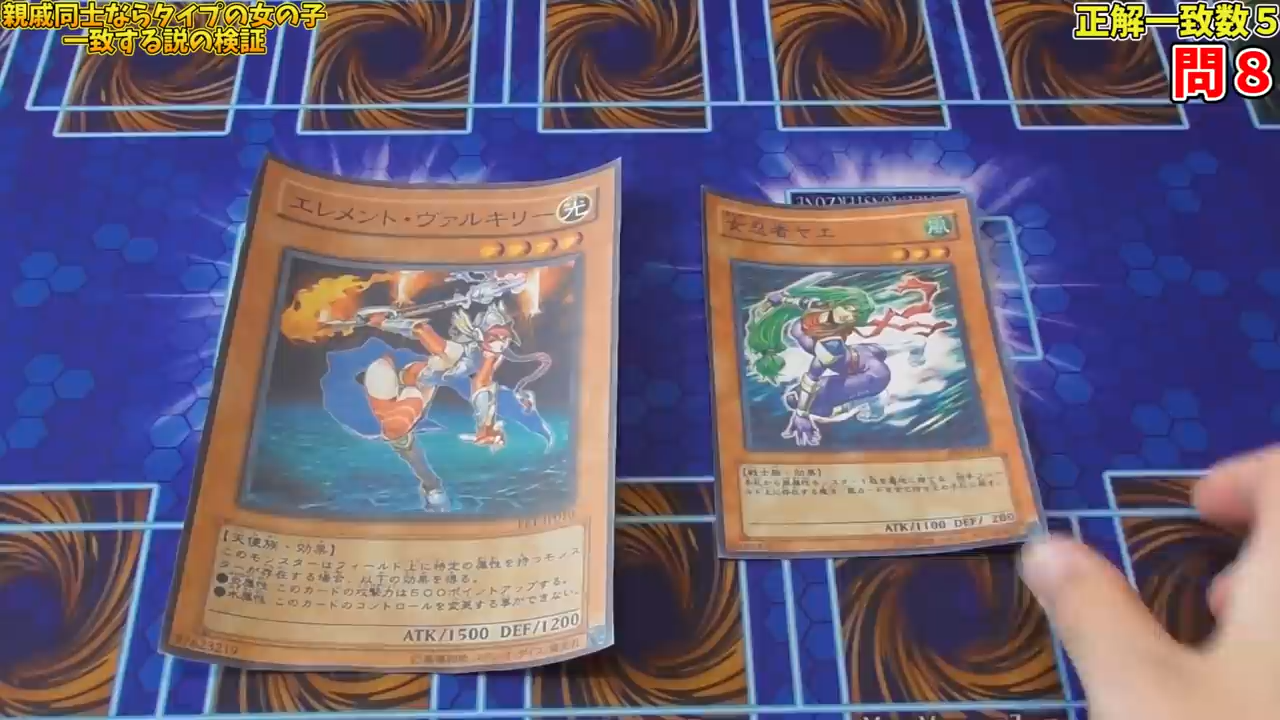 親戚同士ならタイプの女の子
一致する説の検証
正解一致数5
問8
エレメント・ヴァルキリー
光
【天使族・効果】
このモンスターはフィールド上に特定の属性を持つモンス
ターが存在する場合、以下の効果を得る。
●炎属性 このカードの攻撃力は500ポイントアップする。
●水属性 このカードのコントロールを変更する事ができない。
ATK/1500 DEF/1200
97623219
女忍者ヤエ
風
【戦士族・効果】
ATK/1100 DEF/ 200